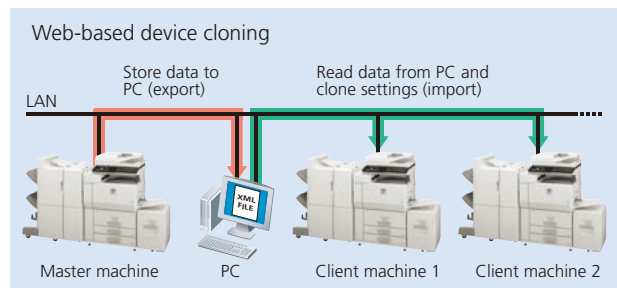 Web-based device cloning
Store data to
PC (export)
Read data from PC and
clone settings (import)
LAN
XML
FILE
Master machine
PC
Client machine 1
Client machine 2